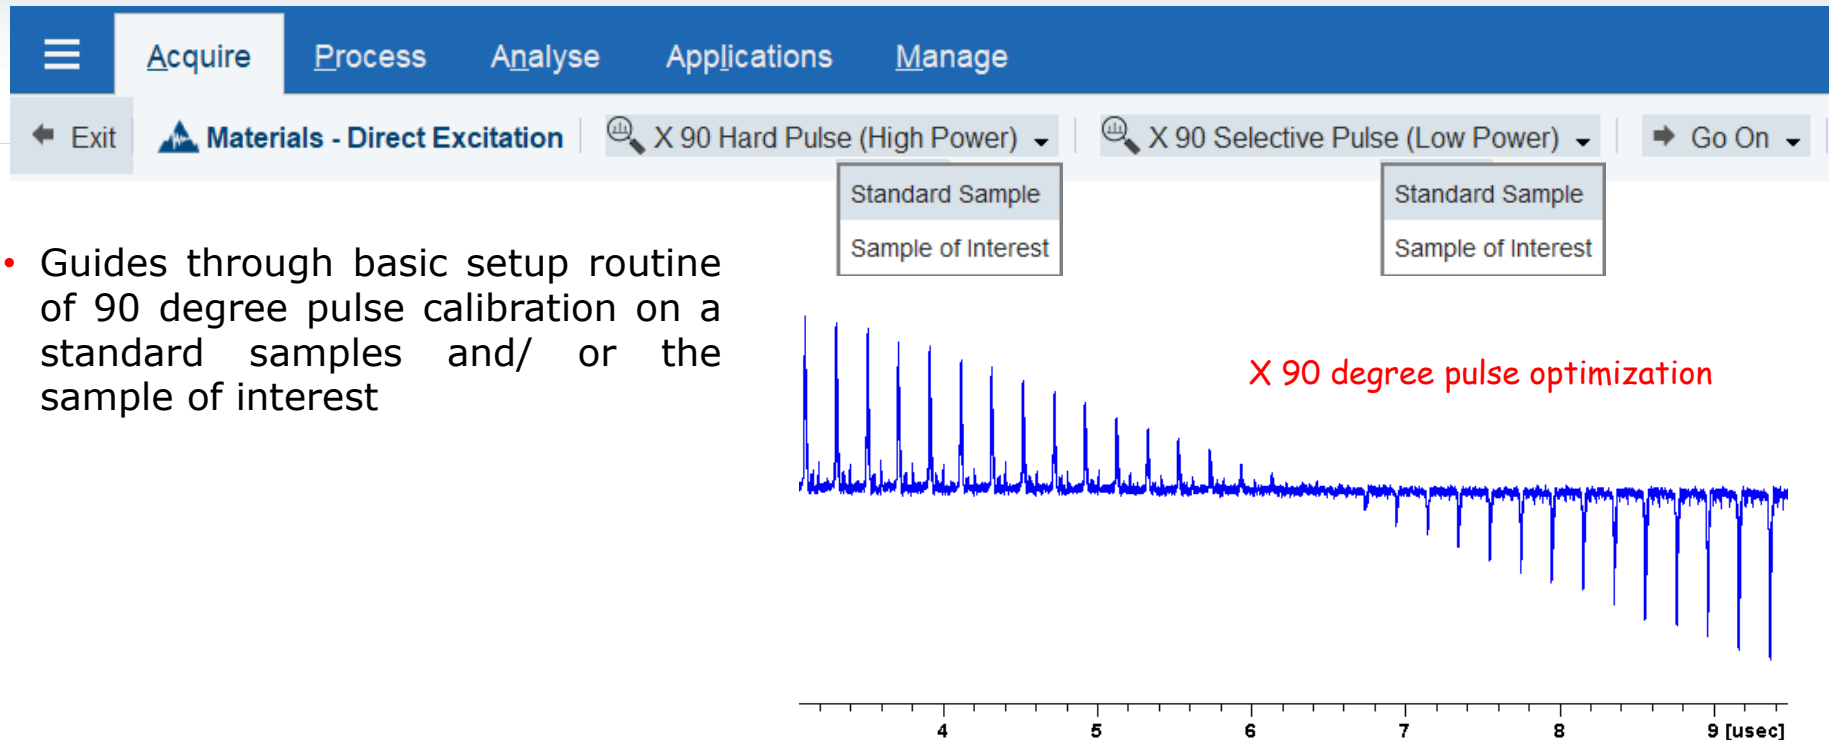 Acquire Process Analyse Applications Manage
Exit Materials - Direct Excitation X 90 Hard Pulse (High Power) X 90 Selective Pulse (Low Power) Go On
Standard Sample Standard Sample
Sample of Interest Sample of Interest
• Guides through basic setup routine
of 90 degree pulse calibration on a
standard samples and/ or the
sample of interest
X 90 degree pulse optimization
4 5 6 7 8 9 [usec]